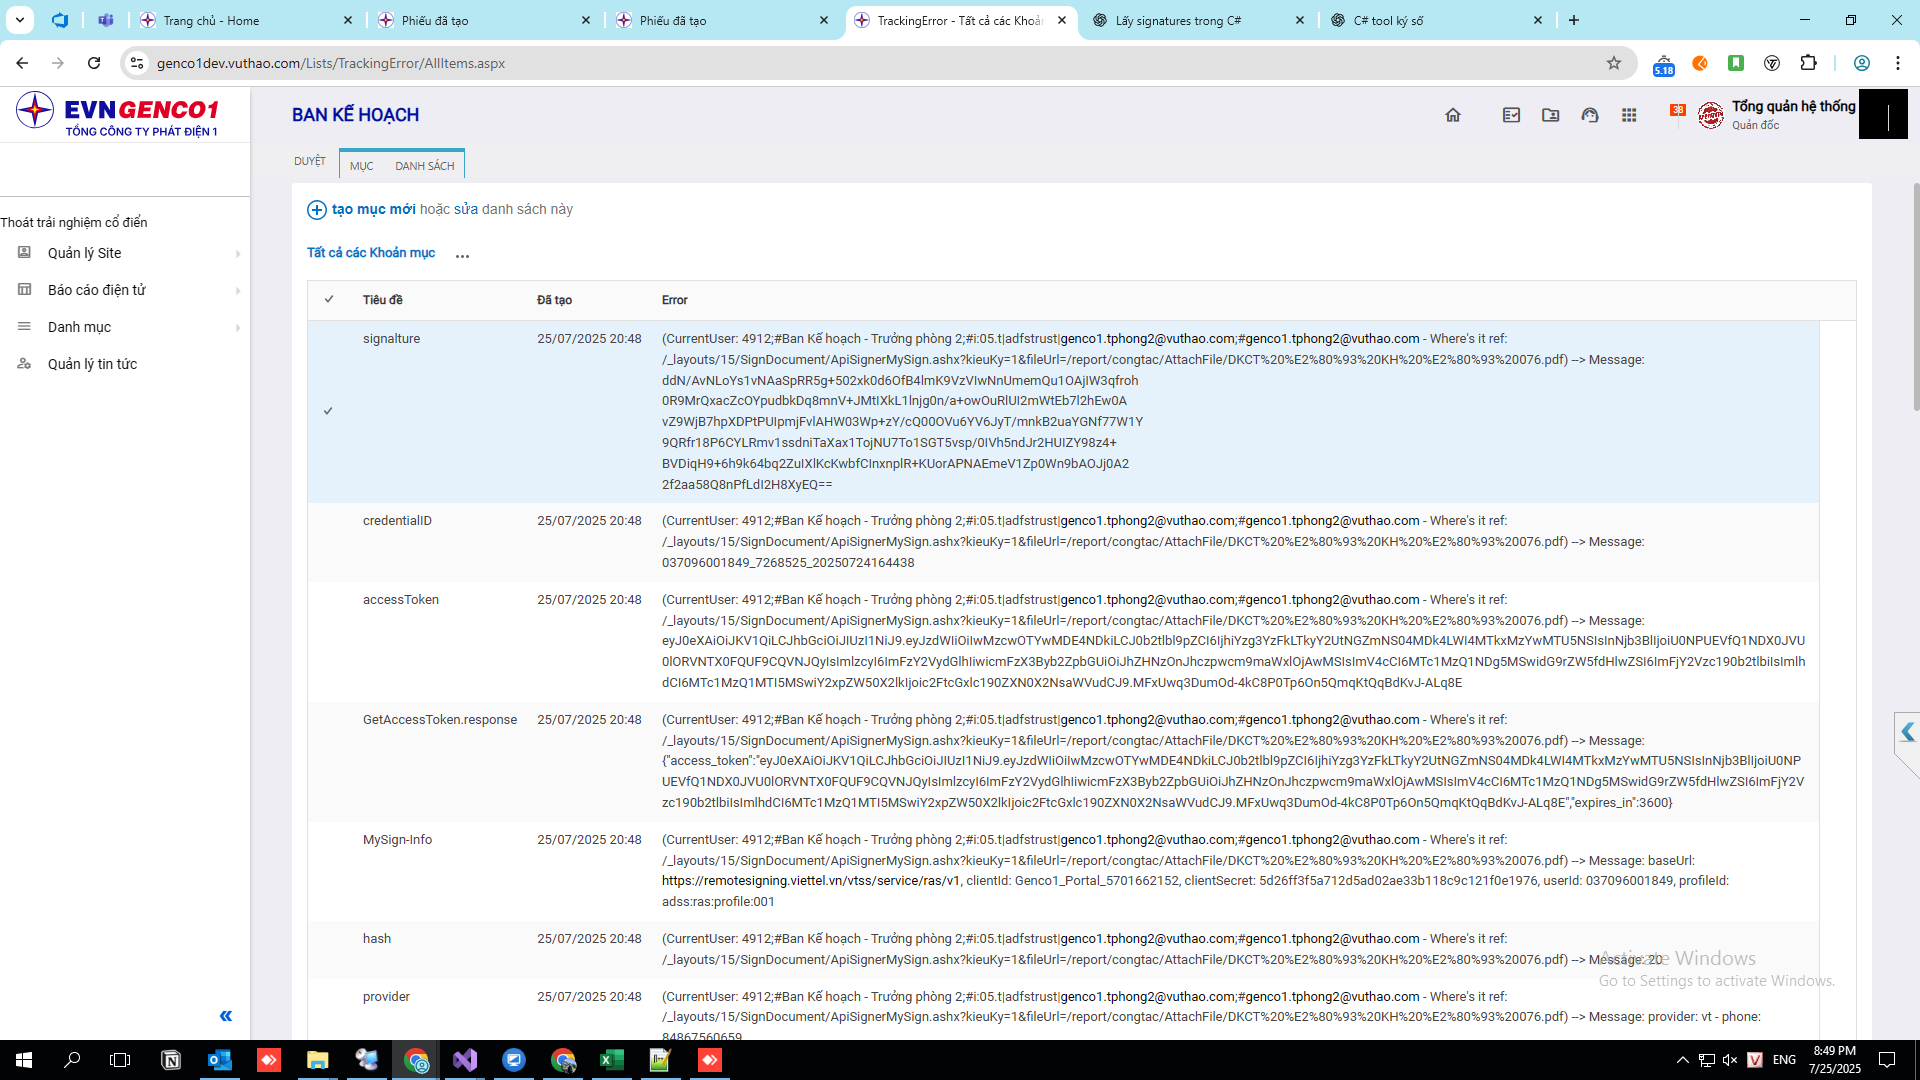 Trang chủ - Home
Phiếu đã tạo
Phiếu đã tạo
TrackingError - Tất cả các Khoản
Lấy signatures trong C#
C# tool ký số
genco1dev.vuthao.com/Lists/TrackingError/AllItems.aspx
5.18
EVNGENCO1
TỔNG CÔNG TY PHÁT ĐIỆN 1
BAN KẾ HOẠCH
38
Tổng quản hệ thống
Quản đốc
DUYỆT
MỤC
DANH SÁCH
tạo mục mới hoặc sửa danh sách này
Tất cả các Khoản mục
...
Thoát trải nghiệm cổ điển
Quản lý Site
Báo cáo điện tử
Danh mục
Quản lý tin tức
Tiêu đề
Đã tạo
Error
signalture
25/07/2025 20:48
(CurrentUser: 4912;#Ban Kế hoạch - Trưởng phòng 2;#i:05.t|adfstrust|genco1.tphong2@vuthao.com;#genco1.tphong2@vuthao.com - Where's it ref:
/_layouts/15/SignDocument/ApiSignerMySign.ashx?kieuKy=1&fileUrl=/report/congtac/AttachFile/DKCT%20%E2%80%93%20KH%20%E2%80%93%20076.pdf) --> Message:
ddN/AvNLoYs1vNAaSpRR5g+502xk0d6OfB4lmK9VzVIwNnUmemQu1OAjIW3qfroh
0R9MrQxacZcOYpudbkDq8mnV+JMtIXkL1lnjg0n/a+owOuRlUI2mWtEb7l2hEw0A
vZ9WjB7hpXDPtPUIpmjFvlAHW03Wp+zY/cQ00OVu6YV6JyT/mnkB2uaYGNf77W1Y
9QRfr18P6CYLRmv1ssdniTaXax1TojNU7To1SGT5vsp/0IVh5ndJr2HUIZY98z4+
BVDiqH9+6h9k64bq2ZuIXlKcKwbfCInxnplR+KUorAPNAEmeV1Zp0Wn9bAOJj0A2
2f2aa58Q8nPfLdI2H8XyEQ==
credentialID
25/07/2025 20:48
(CurrentUser: 4912;#Ban Kế hoạch - Trưởng phòng 2;#i:05.t|adfstrust|genco1.tphong2@vuthao.com;#genco1.tphong2@vuthao.com - Where's it ref:
/_layouts/15/SignDocument/ApiSignerMySign.ashx?kieuKy=1&fileUrl=/report/congtac/AttachFile/DKCT%20%E2%80%93%20KH%20%E2%80%93%20076.pdf) --> Message:
037096001849_7268525_20250724164438
accessToken
25/07/2025 20:48
(CurrentUser: 4912;#Ban Kế hoạch - Trưởng phòng 2;#i:05.t|adfstrust|genco1.tphong2@vuthao.com;#genco1.tphong2@vuthao.com - Where's it ref:
/_layouts/15/SignDocument/ApiSignerMySign.ashx?kieuKy=1&fileUrl=/report/congtac/AttachFile/DKCT%20%E2%80%93%20KH%20%E2%80%93%20076.pdf) --> Message:
eyJ0eXAiOiJKV1QiLCJhbGciOiJIUzI1NiJ9.eyJzdWIiOiIwMzcwOTYwMDE4NDkiLCJ0b2tlbl9pZCI6IjhiYzg3YzFkLTkyY2UtNGZmNS04MDk4LWI4MTkxMzYwMTU5NSIsInNjb3BlIjoiU0NPUEVfQ1NDX0JVU
0lORVNTX0FQUF9CQVNJQyIsImlzcyI6ImFzY2VydGlhIiwicmFzX3Byb2ZpbGUiOiJhZHNzOnJhczpwcm9maWxlOjAwMSIsImV4cCI6MTc1MzQ1NDg5MSwidG9rZW5fdHlwZSI6ImFjY2Vzc190b2tlbiIsImlh
dCI6MTc1MzQ1MTI5MSwiY2xpZW50X2lkIjoic2FtcGxlc190ZXN0X2NsaWVudCJ9.MFxUwq3DumOd-4kC8P0Tp6On5QmqKtQqBdKvJ-ALq8E
GetAccessToken.response
25/07/2025 20:48
(CurrentUser: 4912;#Ban Kế hoạch - Trưởng phòng 2;#i:05.t|adfstrust|genco1.tphong2@vuthao.com;#genco1.tphong2@vuthao.com - Where's it ref:
/_layouts/15/SignDocument/ApiSignerMySign.ashx?kieuKy=1&fileUrl=/report/congtac/AttachFile/DKCT%20%E2%80%93%20KH%20%E2%80%93%20076.pdf) --> Message:
{"access_token":"eyJ0eXAiOiJKV1QiLCJhbGciOiJIUzI1NiJ9.eyJzdWIiOiIwMzcwOTYwMDE4NDkiLCJ0b2tlbl9pZCI6IjhiYzg3YzFkLTkyY2UtNGZmNS04MDk4LWI4MTkxMzYwMTU5NSIsInNjb3BlIjoiU0NP
UEVfQ1NDX0JVU0lORVNTX0FQUF9CQVNJQyIsImlzcyI6ImFzY2VydGlhIiwicmFzX3Byb2ZpbGUiOiJhZHNzOnJhczpwcm9maWxlOjAwMSIsImV4cCI6MTc1MzQ1NDg5MSwidG9rZW5fdHlwZSI6ImFjY2V
zc190b2tlbiIsImlhdCI6MTc1MzQ1MTI5MSwiY2xpZW50X2lkIjoic2FtcGxlc190ZXN0X2NsaWVudCJ9.MFxUwq3DumOd-4kC8P0Tp6On5QmqKtQqBdKvJ-ALq8E","expires_in":3600}
MySign-Info
25/07/2025 20:48
(CurrentUser: 4912;#Ban Kế hoạch - Trưởng phòng 2;#i:05.t|adfstrust|genco1.tphong2@vuthao.com;#genco1.tphong2@vuthao.com - Where's it ref:
/_layouts/15/SignDocument/ApiSignerMySign.ashx?kieuKy=1&fileUrl=/report/congtac/AttachFile/DKCT%20%E2%80%93%20KH%20%E2%80%93%20076.pdf) --> Message: baseUrl:
https://remotesigning.viettel.vn/vtss/service/ras/v1, clientId: Genco1_Portal_5701662152, clientSecret: 5d26ff3f5a712d5ad02ae33b118c9c121f0e1976, userId: 037096001849, profileId:
adss:ras:profile:001
hash
25/07/2025 20:48
(CurrentUser: 4912;#Ban Kế hoạch - Trưởng phòng 2;#i:05.t|adfstrust|genco1.tphong2@vuthao.com;#genco1.tphong2@vuthao.com - Where's it ref:
/_layouts/15/SignDocument/ApiSignerMySign.ashx?kieuKy=1&fileUrl=/report/congtac/AttachFile/DKCT%20%E2%80%93%20KH%20%E2%80%93%20076.pdf) --> Message: 20
provider
25/07/2025 20:48
(CurrentUser: 4912;#Ban Kế hoạch - Trưởng phòng 2;#i:05.t|adfstrust|genco1.tphong2@vuthao.com;#genco1.tphong2@vuthao.com - Where's it ref:
/_layouts/15/SignDocument/ApiSignerMySign.ashx?kieuKy=1&fileUrl=/report/congtac/AttachFile/DKCT%20%E2%80%93%20KH%20%E2%80%93%20076.pdf) --> Message: provider: vt - phone:
84867560659
Activate Windows
Go to Settings to activate Windows.
ENG
8:49 PM
7/25/2025